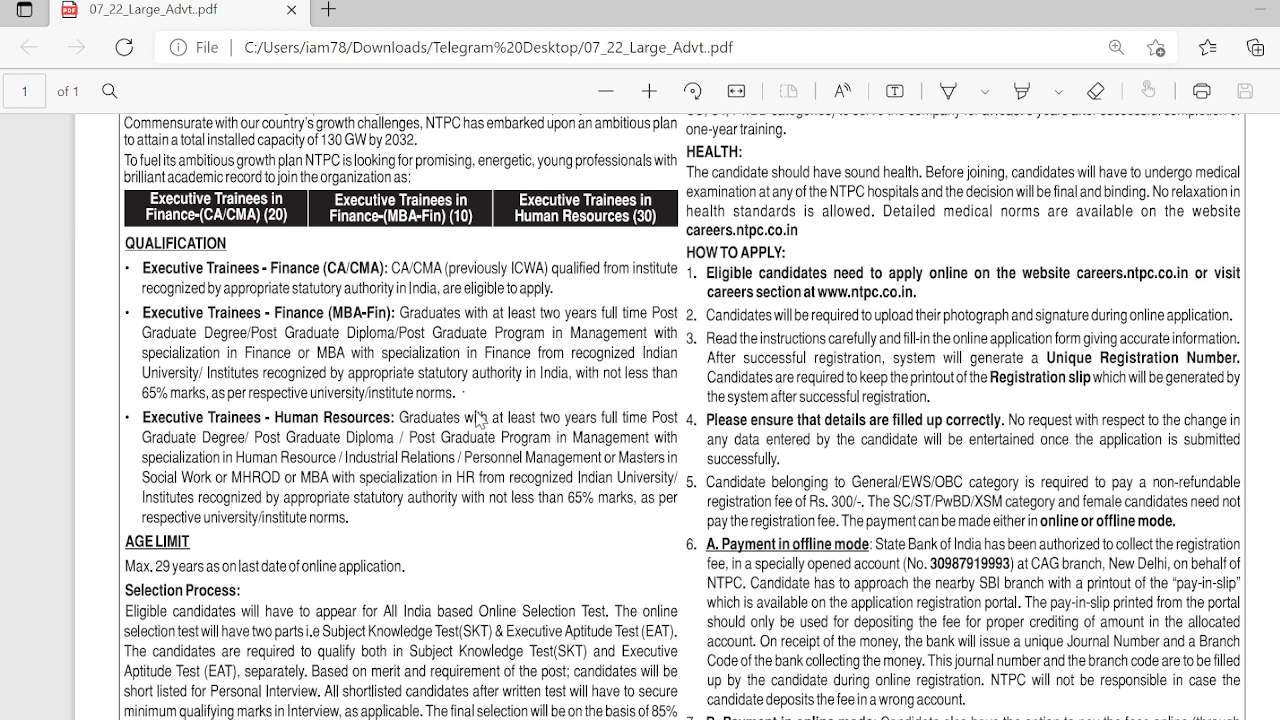 07_22_Large_Advt..pdf
File | C:/Users/iam78/Downloads/Telegram%20Desktop/07_22_Large_Advt..pdf
1 of 1
Commensurate with our country's growth challenges, NTPC has embarked upon an ambitious plan
to attain a total installed capacity of 130 GW by 2032.
To fuel its ambitious growth plan NTPC is looking for promising, energetic, young professionals with
brilliant academic record to join the organization as:
Executive Trainees in
Finance-(CA/CMA) (20)
Executive Trainees in
Finance-(MBA-Fin) (10)
Executive Trainees in
Human Resources (30)
QUALIFICATION
• Executive Trainees - Finance (CA/CMA): CA/CMA (previously ICWA) qualified from institute
recognized by appropriate statutory authority in India, are eligible to apply.
• Executive Trainees - Finance (MBA-Fin): Graduates with at least two years full time Post
Graduate Degree/Post Graduate Diploma/Post Graduate Program in Management with
specialization in Finance or MBA with specialization in Finance from recognized Indian
University/ Institutes recognized by appropriate statutory authority in India, with not less than
65% marks, as per respective university/institute norms.
• Executive Trainees - Human Resources: Graduates with at least two years full time Post
Graduate Degree/ Post Graduate Diploma / Post Graduate Program in Management with
specialization in Human Resource / Industrial Relations / Personnel Management or Masters in
Social Work or MHROD or MBA with specialization in HR from recognized Indian University/
Institutes recognized by appropriate statutory authority with not less than 65% marks, as per
respective university/institute norms.
AGE LIMIT
Max. 29 years as on last date of online application.
Selection Process:
Eligible candidates will have to appear for All India based Online Selection Test. The online
selection test will have two parts i.e Subject Knowledge Test(SKT) & Executive Aptitude Test (EAT).
The candidates are required to qualify both in Subject Knowledge Test(SKT) and Executive
Aptitude Test (EAT), separately. Based on merit and requirement of the post; candidates will be
short listed for Personal Interview. All shortlisted candidates after written test will have to secure
minimum qualifying marks in Interview, as applicable. The final selection will be on the basis of 85%
one-year training.
HEALTH:
The candidate should have sound health. Before joining, candidates will have to undergo medical
examination at any of the NTPC hospitals and the decision will be final and binding. No relaxation in
health standards is allowed. Detailed medical norms are available on the website
careers.ntpc.co.in
HOW TO APPLY:
1. Eligible candidates need to apply online on the website careers.ntpc.co.in or visit
careers section at www.ntpc.co.in.
2. Candidates will be required to upload their photograph and signature during online application.
3. Read the instructions carefully and fill-in the online application form giving accurate information.
After successful registration, system will generate a Unique Registration Number.
Candidates are required to keep the printout of the Registration slip which will be generated by
the system after successful registration.
4. Please ensure that details are filled up correctly. No request with respect to the change in
any data entered by the candidate will be entertained once the application is submitted
successfully.
5. Candidate belonging to General/EWS/OBC category is required to pay a non-refundable
registration fee of Rs. 300/-. The SC/ST/PwBD/XSM category and female candidates need not
pay the registration fee. The payment can be made either in online or offline mode.
6. A. Payment in offline mode: State Bank of India has been authorized to collect the registration
fee, in a specially opened account (No. 30987919993) at CAG branch, New Delhi, on behalf of
NTPC. Candidate has to approach the nearby SBI branch with a printout of the "pay-in-slip"
which is available on the application registration portal. The pay-in-slip printed from the portal
should only be used for depositing the fee for proper crediting of amount in the allocated
account. On receipt of the money, the bank will issue a unique Journal Number and a Branch
Code of the bank collecting the money. This journal number and the branch code are to be filled
up by the candidate during online registration. NTPC will not be responsible in case the
candidate deposits the fee in a wrong account.